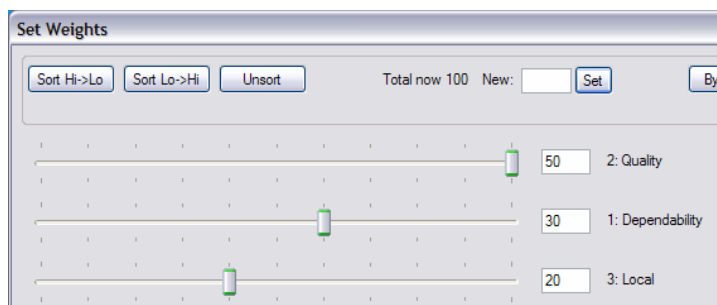 Set Weights
Sort Hi->Lo Sort Lo->Hi Unsort Total now 100 New: Set By
50 2: Quality
30 1: Dependability
20 3: Local